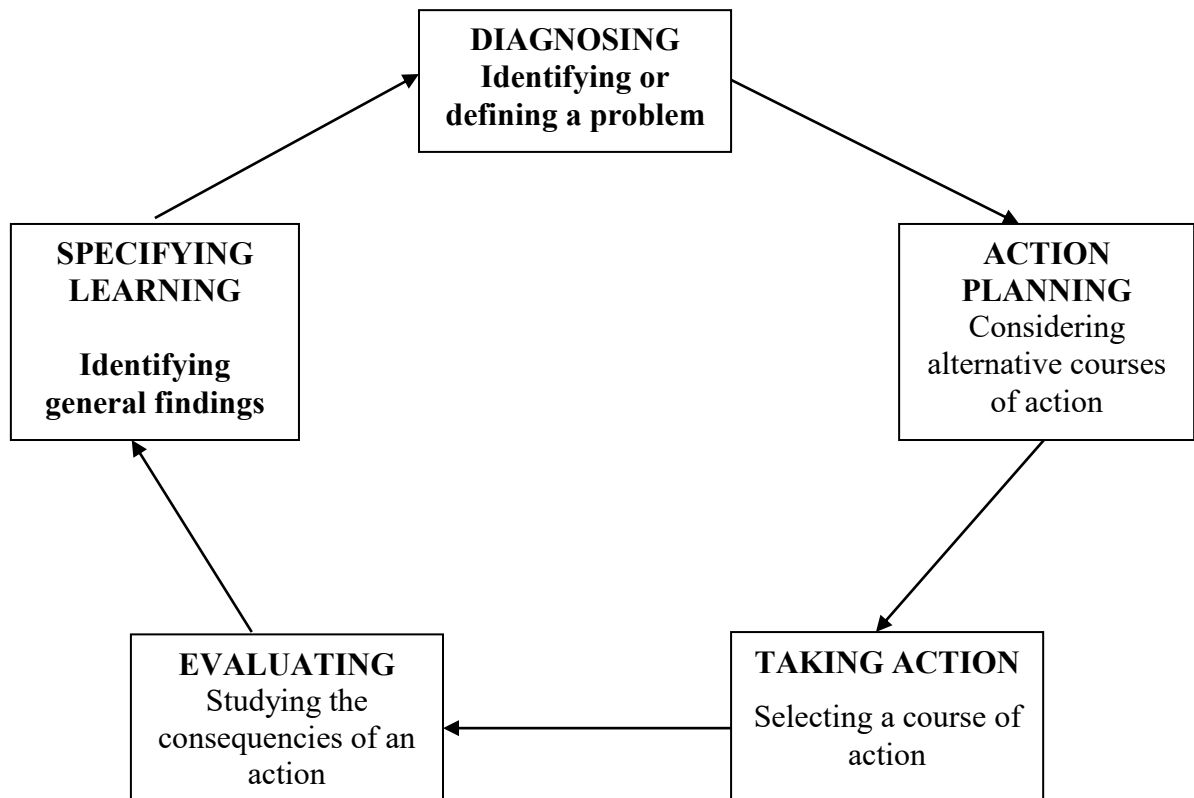 DIAGNOSING
Identifying or
defining a problem
SPECIFYING
LEARNING
Identifying
general findings
ACTION
PLANNING
Considering
alternative courses
of action
EVALUATING
Studying the
consequencies of an
action
TAKING ACTION
Selecting a course of
action